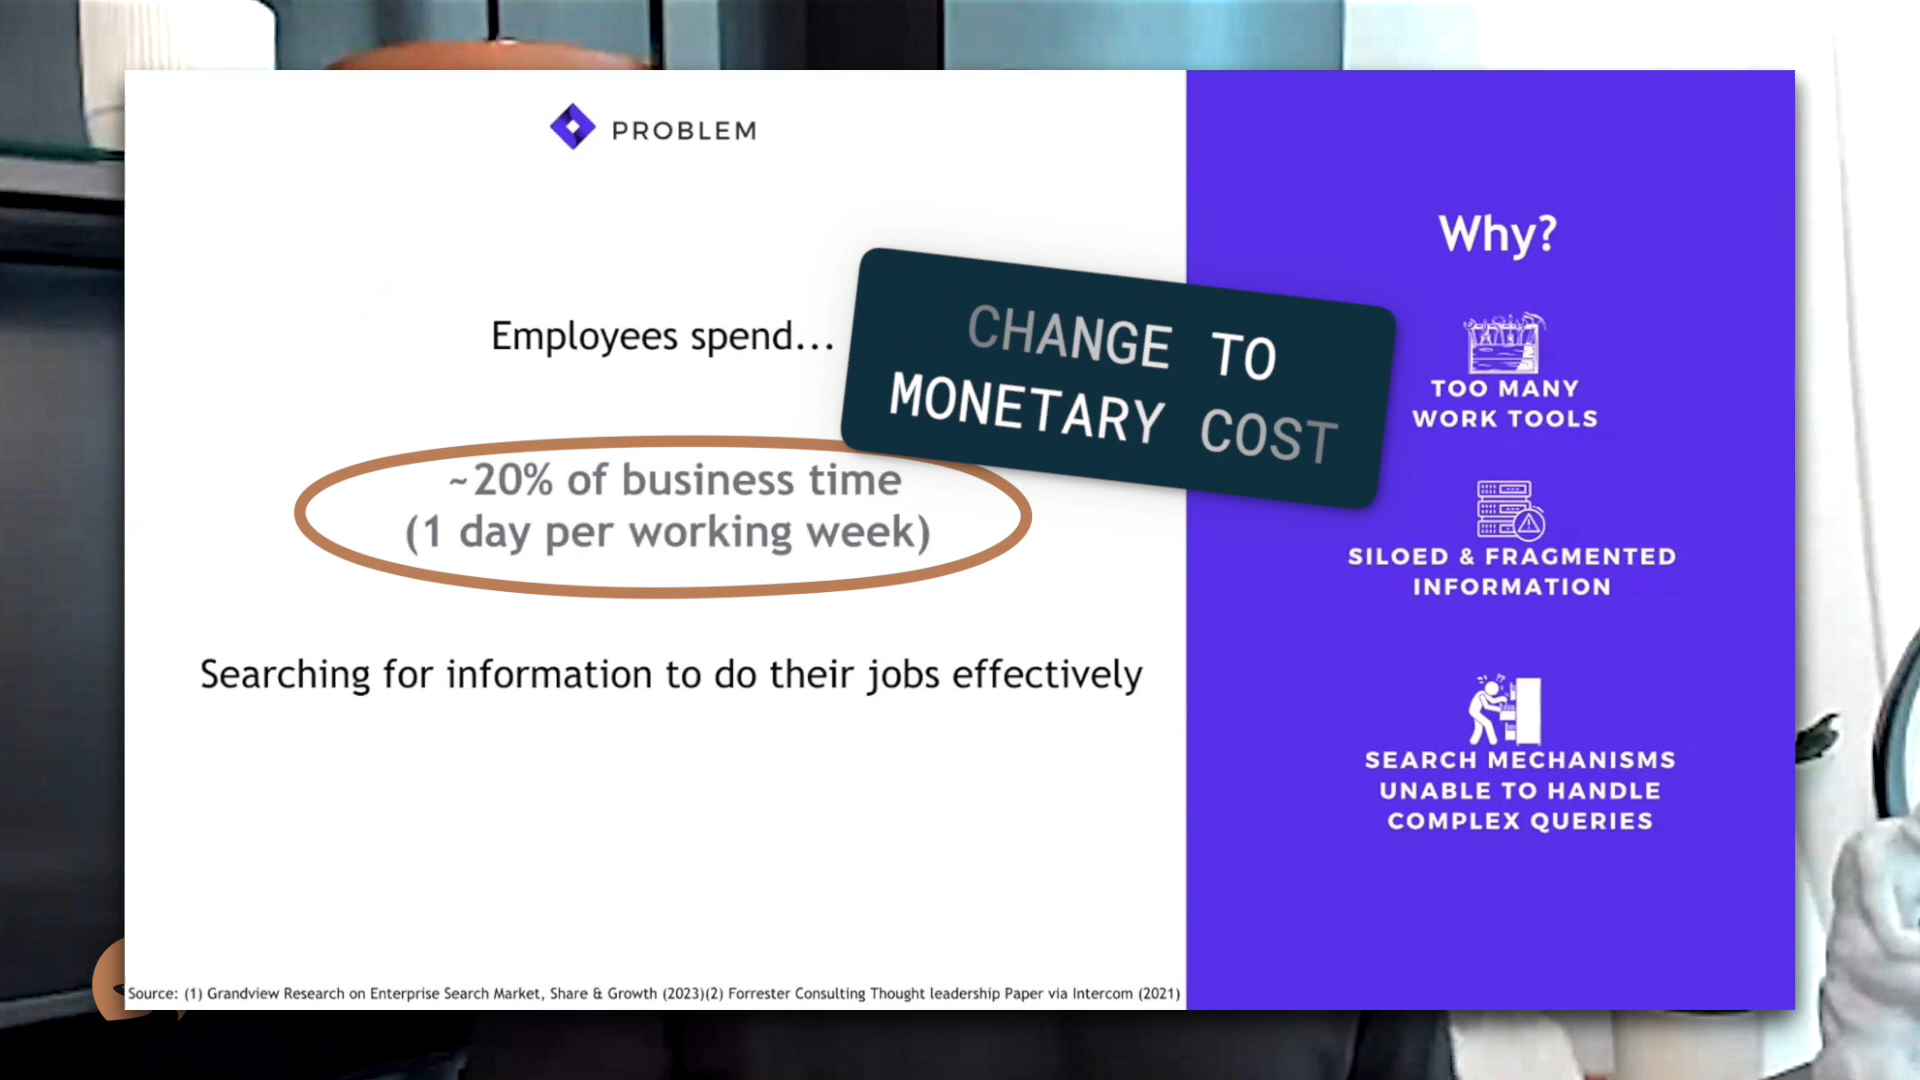 PROBLEM
Employees spend...
~20% of business time
(1 day per working week)
Searching for information to do their jobs effectively
Source: (1) Grandview Research on Enterprise Search Market, Share & Growth (2023)(2) Forrester Consulting Thought leadership Paper via Intercom (2021)
CHANGE TO
MONETARY COST
Why?
TOO MANY
WORK TOOLS
SILOED & FRAGMENTED
INFORMATION
SEARCH MECHANISMS
UNABLE TO HANDLE
COMPLEX QUERIES